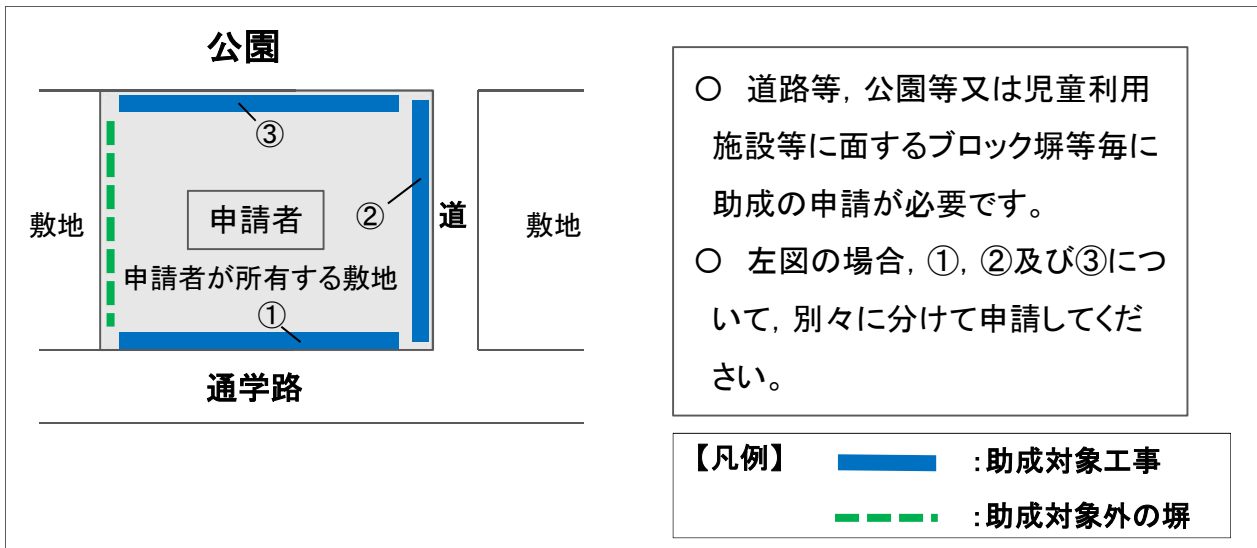 公園
③
敷地
申請者
②
道
敷地
申請者が所有する敷地
①
通学路
○　道路等，公園等又は児童利用
施設等に面するブロック塀等毎に
助成の申請が必要です。
○　左図の場合，①，②及び③につ
いて，別々に分けて申請してくだ
さい。
【凡例】　：助成対象工事
：助成対象外の塀